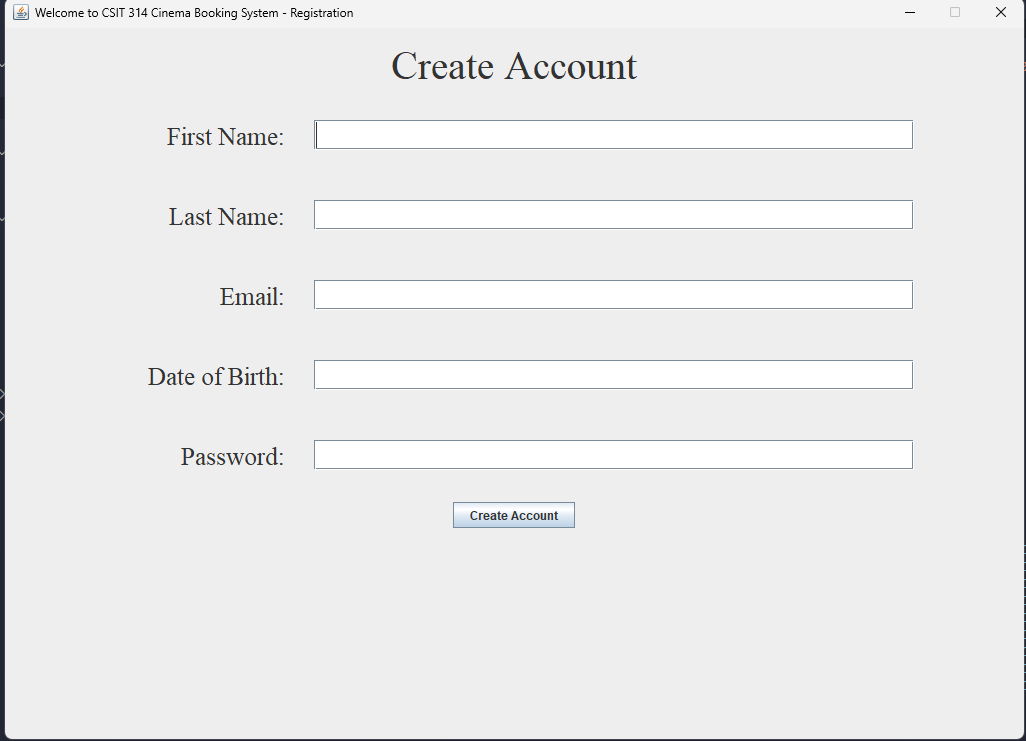 Welcome to CSIT 314 Cinema Booking System - Registration
Create Account
First Name:
Last Name:
Email:
Date of Birth:
Password:
Create Account